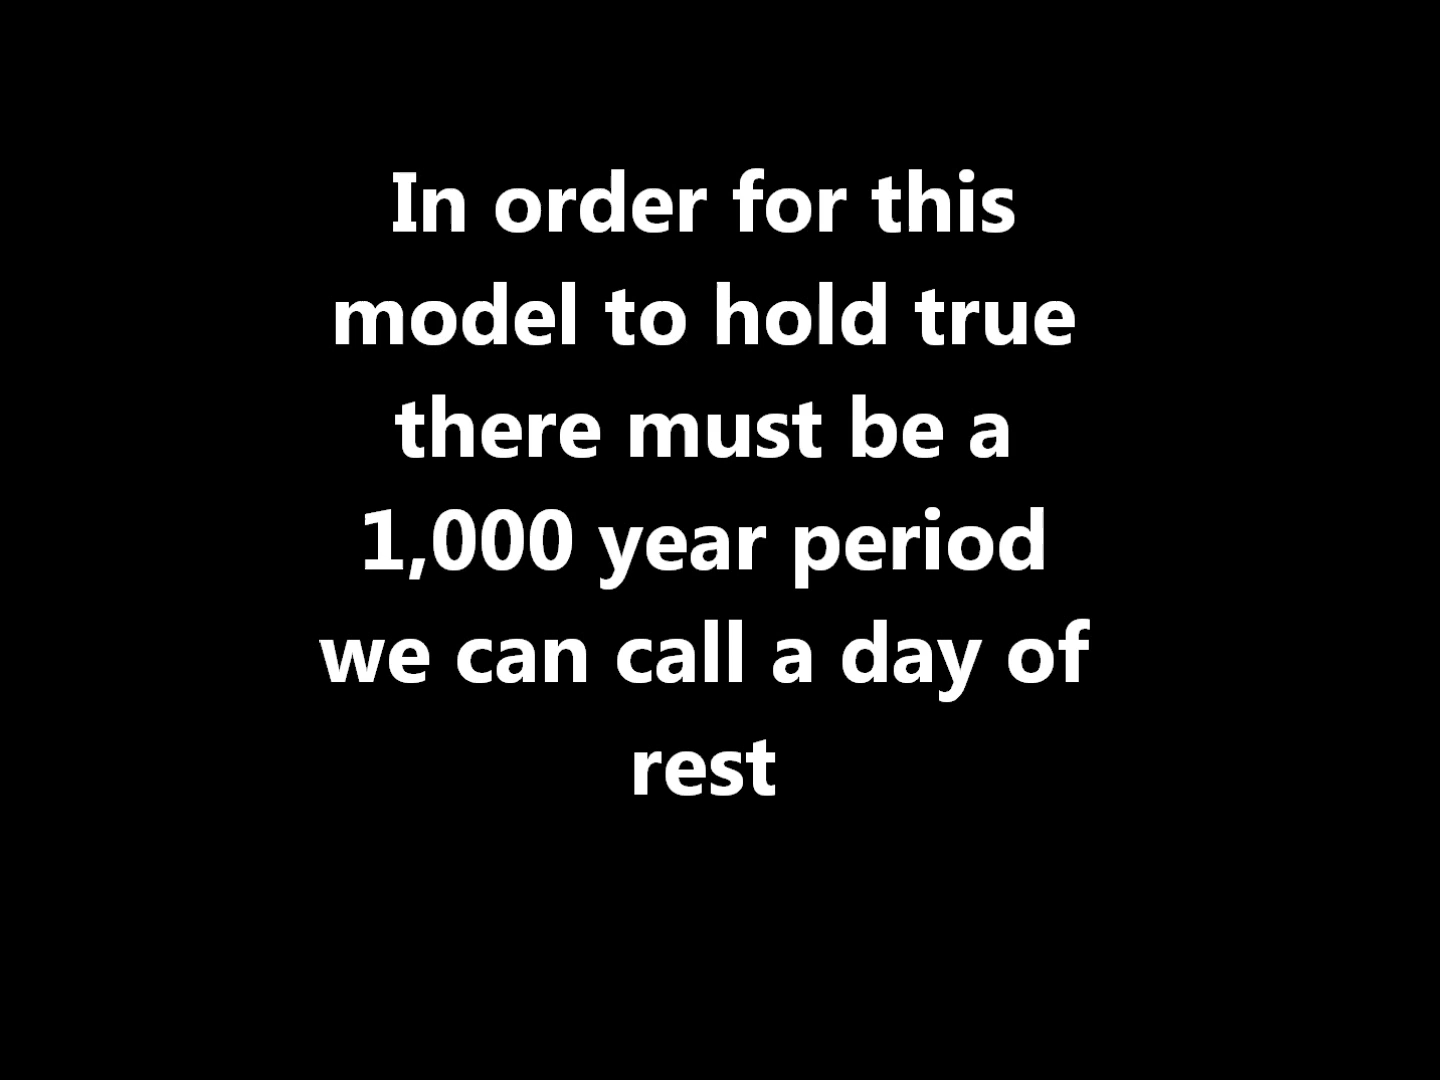 In order for this
model to hold true
there must be a
1,000 year period
we can call a day of
rest